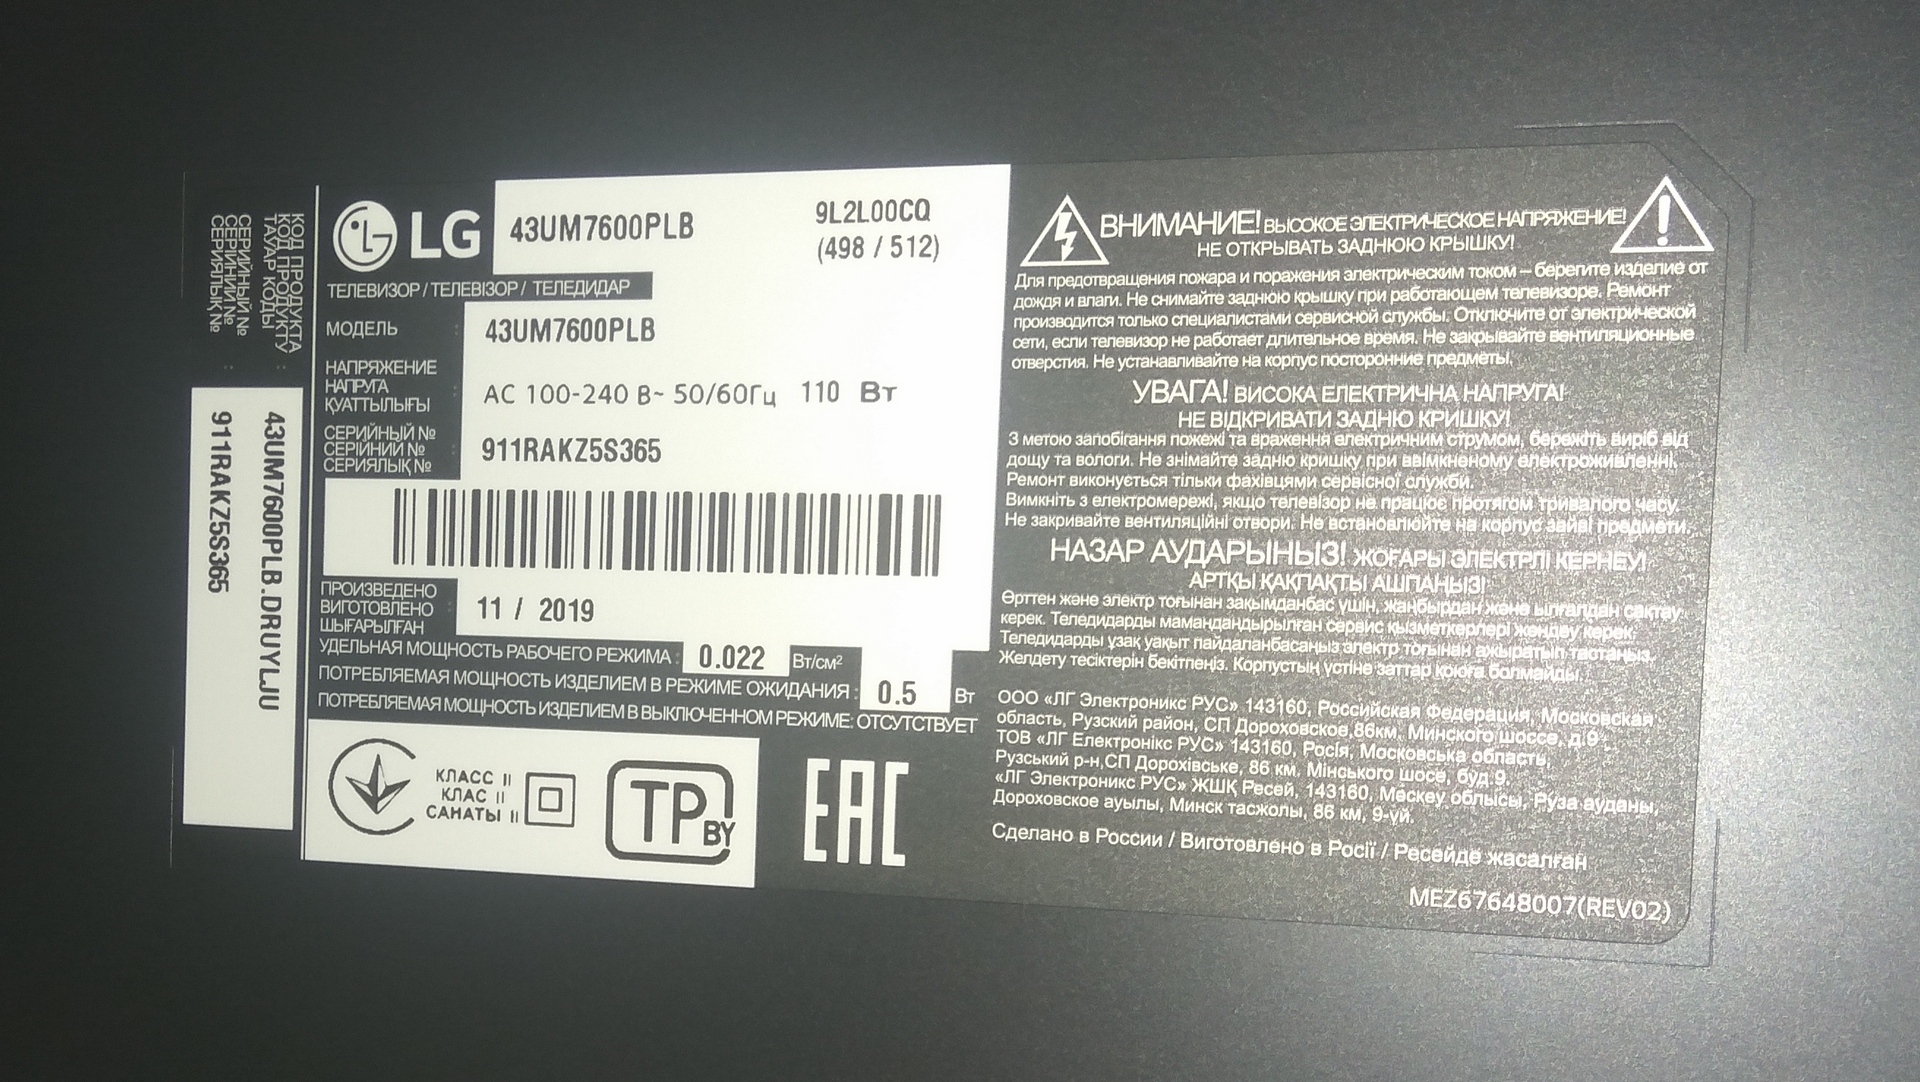 КОД ПРОДУКТА
КОД ПРОДУКТУ
ТАУАР КОДЫ
:
СЕРИЙНЫЙ №
СЕРІЙНИЙ №
СЕРИЯЛЫҚ №
:
43UM7600PLB.DRUYLJU
911RAKZ5S365
LG
43UM7600PLB
9L2L00CQ
(498 / 512)
ТЕЛЕВИЗОР / ТЕЛЕВІЗОР / ТЕЛЕДИДАР
МОДЕЛЬ : 43UM7600PLB
НАПРЯЖЕНИЕ
НАПРУГА
ҚУАТТЫЛЫҒЫ
: AC 100-240 В~ 50/60Гц 110 Вт
СЕРИЙНЫЙ №
СЕРІЙНИЙ №
СЕРИЯЛЫҚ №
: 911RAKZ5S365
ПРОИЗВЕДЕНО
ВИГОТОВЛЕНО
ШЫҒАРЫЛҒАН
: 11 / 2019
УДЕЛЬНАЯ МОЩНОСТЬ РАБОЧЕГО РЕЖИМА : 0.022 Вт/см²
ПОТРЕБЛЯЕМАЯ МОЩНОСТЬ ИЗДЕЛИЕМ В РЕЖИМЕ ОЖИДАНИЯ : 0.5 Вт
ПОТРЕБЛЯЕМАЯ МОЩНОСТЬ ИЗДЕЛИЕМ В ВЫКЛЮЧЕННОМ РЕЖИМЕ: ОТСУТСТВУЕТ
КЛАСС II
КЛАС II
САНАТЫ II
TP BY
EAC
ВНИМАНИЕ! ВЫСОКОЕ ЭЛЕКТРИЧЕСКОЕ НАПРЯЖЕНИЕ!
НЕ ОТКРЫВАТЬ ЗАДНЮЮ КРЫШКУ!
Для предотвращения пожара и поражения электрическим током – берегите изделие от
дождя и влаги. Не снимайте заднюю крышку при работающем телевизоре. Ремонт
производится только специалистами сервисной службы. Отключите от электрической
сети, если телевизор не работает длительное время. Не закрывайте вентиляционные
отверстия. Не устанавливайте на корпус посторонние предметы.
УВАГА! ВИСОКА ЕЛЕКТРИЧНА НАПРУГА!
НЕ ВІДКРИВАТИ ЗАДНЮ КРИШКУ!
З метою запобігання пожежі та враження електричним струмом, бережіть виріб від
дощу та вологи. Не знімайте задню кришку при ввімкненому електроживленні.
Ремонт виконується тільки фахівцями сервісної служби.
Вимкніть з електромережі, якщо телевізор не працює протягом тривалого часу.
Не закривайте вентиляційні отвори. Не встановлюйте на корпус зайві предмети.
НАЗАР АУДАРЫҢЫЗ! ЖОҒАРЫ ЭЛЕКТРЛІ КЕРНЕУ!
АРТҚЫ ҚАҚПАҚТЫ АШПАҢЫЗ!
Өрттен және электр тоғынан зақымданбас үшін, жаңбырдан және ылғалдан сақтау
керек. Теледидарды мамандандырылған сервис қызметкерлері жөндеу керек.
Теледидарды ұзақ уақыт пайдаланбасаңыз электр тоғынан ажыратып тастаңыз.
Желдету тесіктерін бекітпеңіз. Корпустың үстіне заттар қоюға болмайды.
ООО «ЛГ Электроникс РУС» 143160, Российская Федерация, Московская
область, Рузский район, СП Дороховское,86км. Минского шоссе, д.9
ТОВ «ЛГ Електронікс РУС» 143160, Росія, Московська область,
Рузський р-н,СП Дорохівське, 86 км. Мінського шосе, буд.9.
«ЛГ Электроникс РУС» ЖШҚ Ресей, 143160, Мәскеу облысы, Руза ауданы,
Дороховское ауылы, Минск тасжолы, 86 км, 9-үй.
Сделано в России / Виготовлено в Росії / Ресейде жасалған
MEZ67648007(REV02)